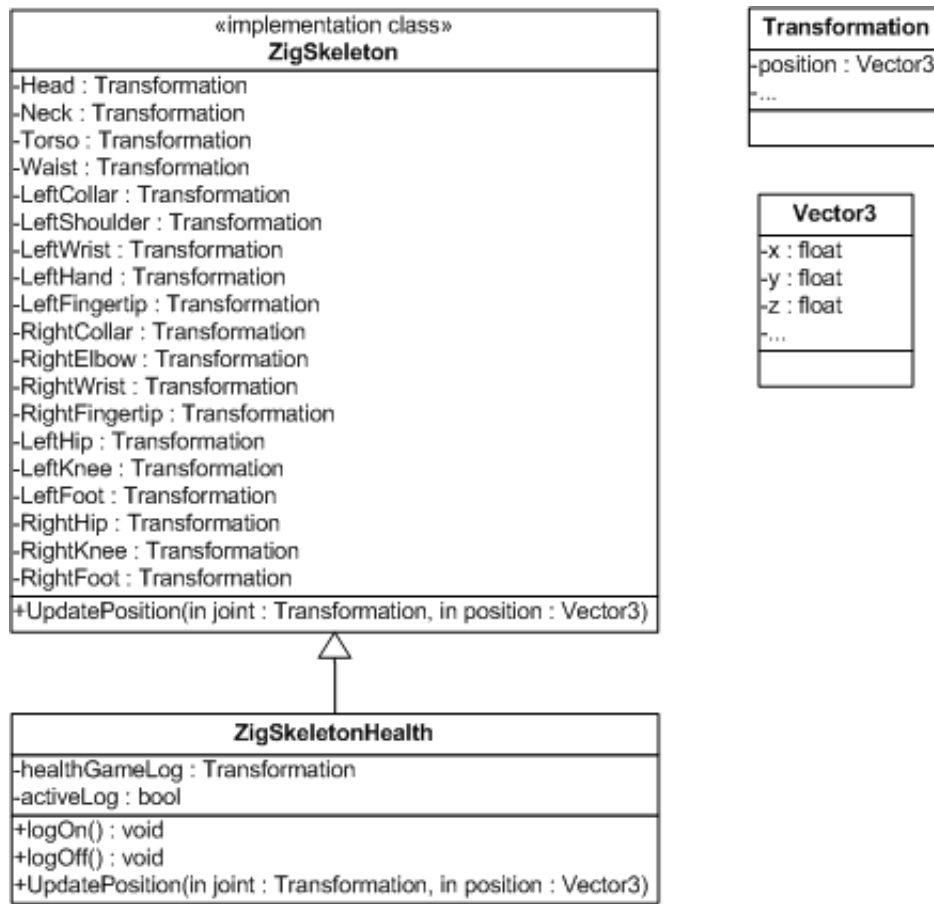 «implementation class»
ZigSkeleton
-Head : Transformation
-Neck : Transformation
-Torso : Transformation
-Waist : Transformation
-LeftCollar : Transformation
-LeftShoulder : Transformation
-LeftWrist : Transformation
-LeftHand : Transformation
-LeftFingertip : Transformation
-RightCollar : Transformation
-RightElbow : Transformation
-RightWrist : Transformation
-RightFingertip : Transformation
-LeftHip : Transformation
-LeftKnee : Transformation
-LeftFoot : Transformation
-RightHip : Transformation
-RightKnee : Transformation
-RightFoot : Transformation
+UpdatePosition(in joint : Transformation, in position : Vector3)
ZigSkeletonHealth
-healthGameLog : Transformation
-activeLog : bool
+logOn() : void
+logOff() : void
+UpdatePosition(in joint : Transformation, in position : Vector3)
Transformation
-position : Vector3
-...
Vector3
-x : float
-y : float
-z : float
-...